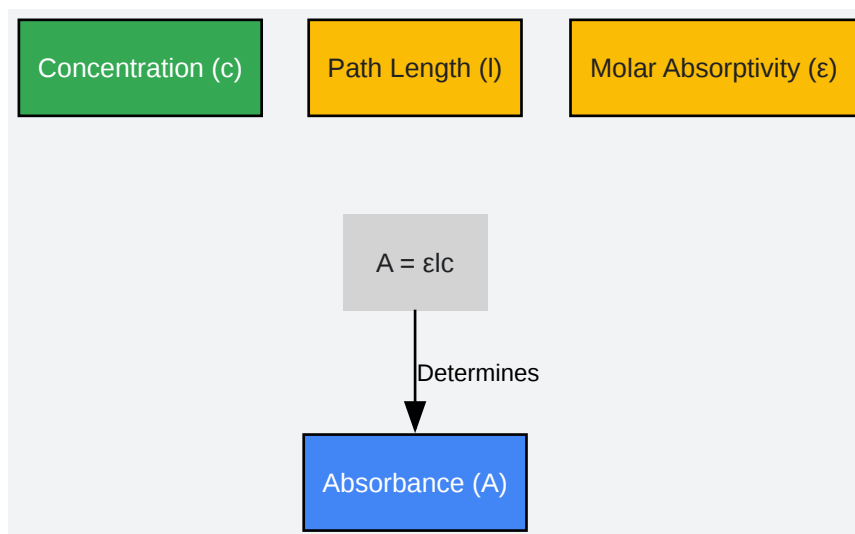 Concentration (c)
Path Length (l)
Molar Absorptivity (ε)
A = εlc
Determines
Absorbance (A)